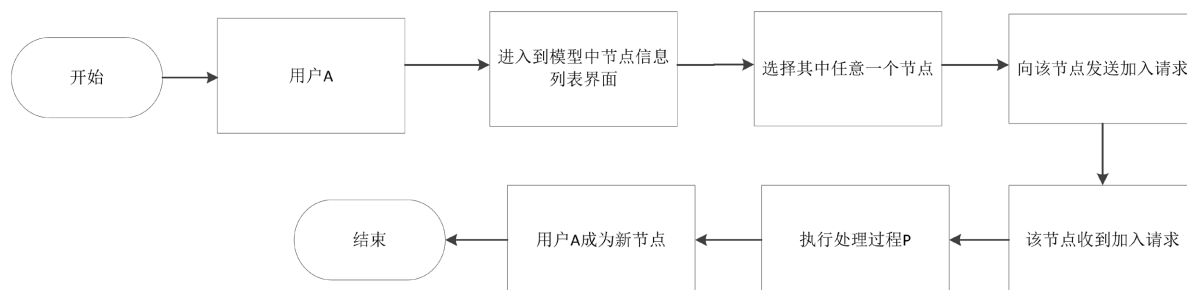 开始
用户A
进入到模型中节点信息
列表界面
选择其中任意一个节点
向该节点发送加入请求
该节点收到加入请求
执行处理过程P
用户A成为新节点
结束